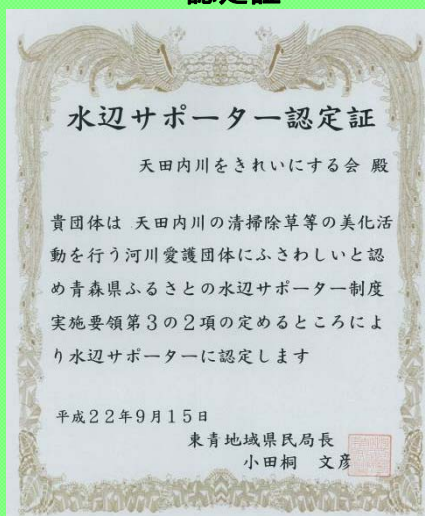 認定証
水辺サポーター認定証
天田内川をきれいにする会 殿
貴団体は 天田内川の清掃除草等の美化活
動を行う河川愛護団体にふさわしいと認
め青森県ふるさとの水辺サポーター制度
実施要領第3の2項の定めるところによ
り水辺サポーターに認定します
平成22年9月15日
東青地域県民局長
小田桐 文彦